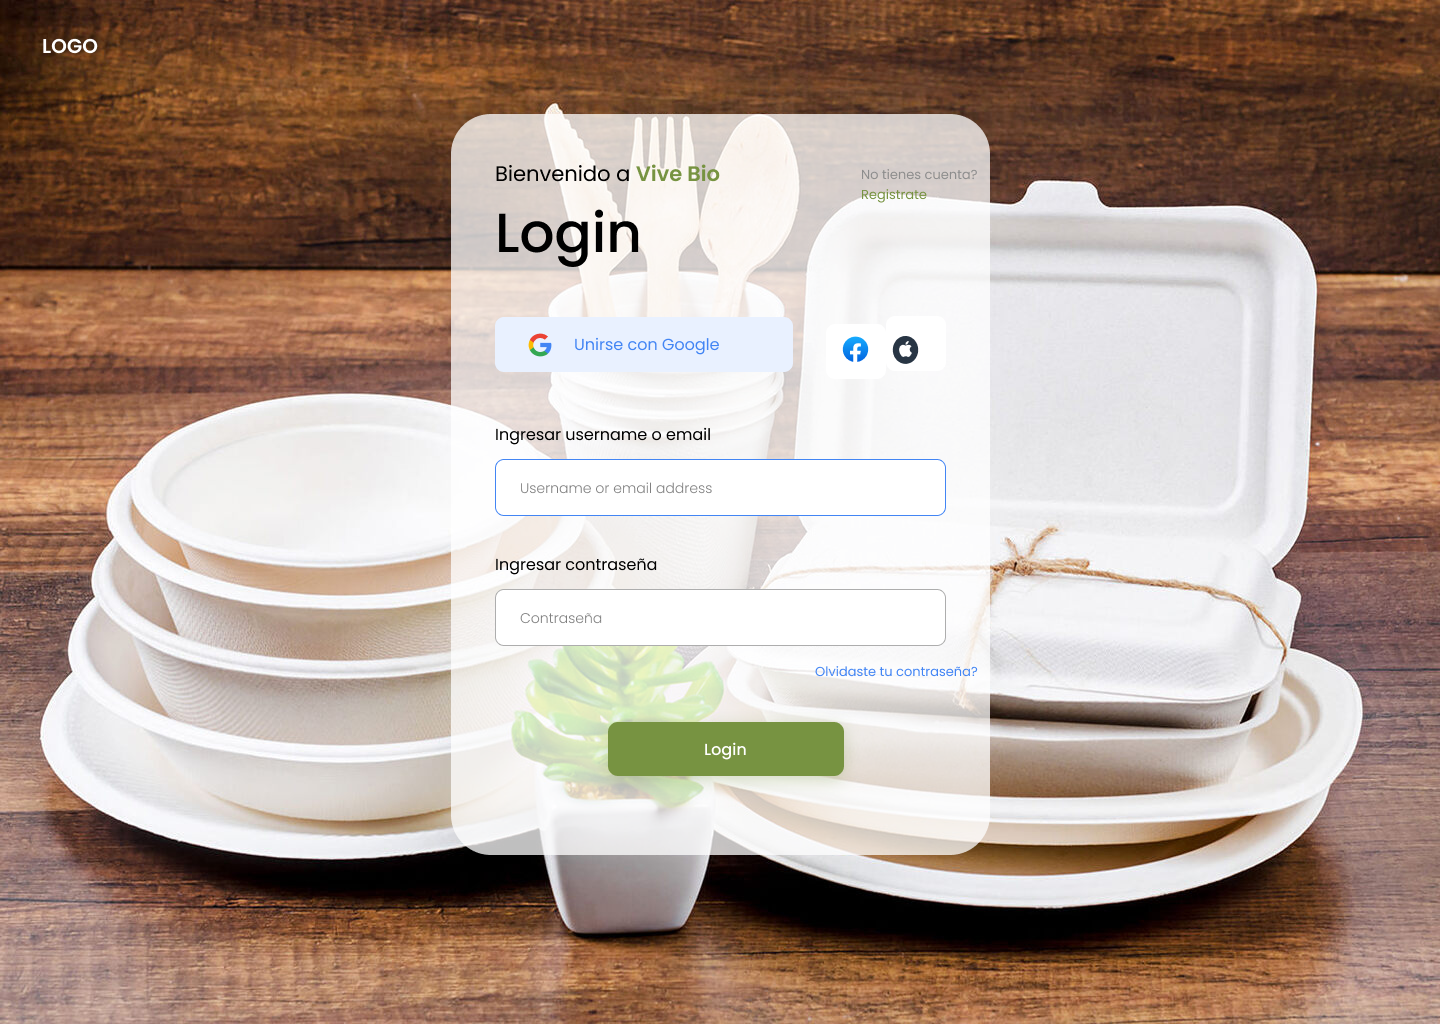 LOGO
Bienvenido a Vive Bio
No tienes cuenta?
Registrate
Login
Unirse con Google
Ingresar username o email
Username or email address
Ingresar contraseña
Contraseña
Olvidaste tu contraseña?
Login